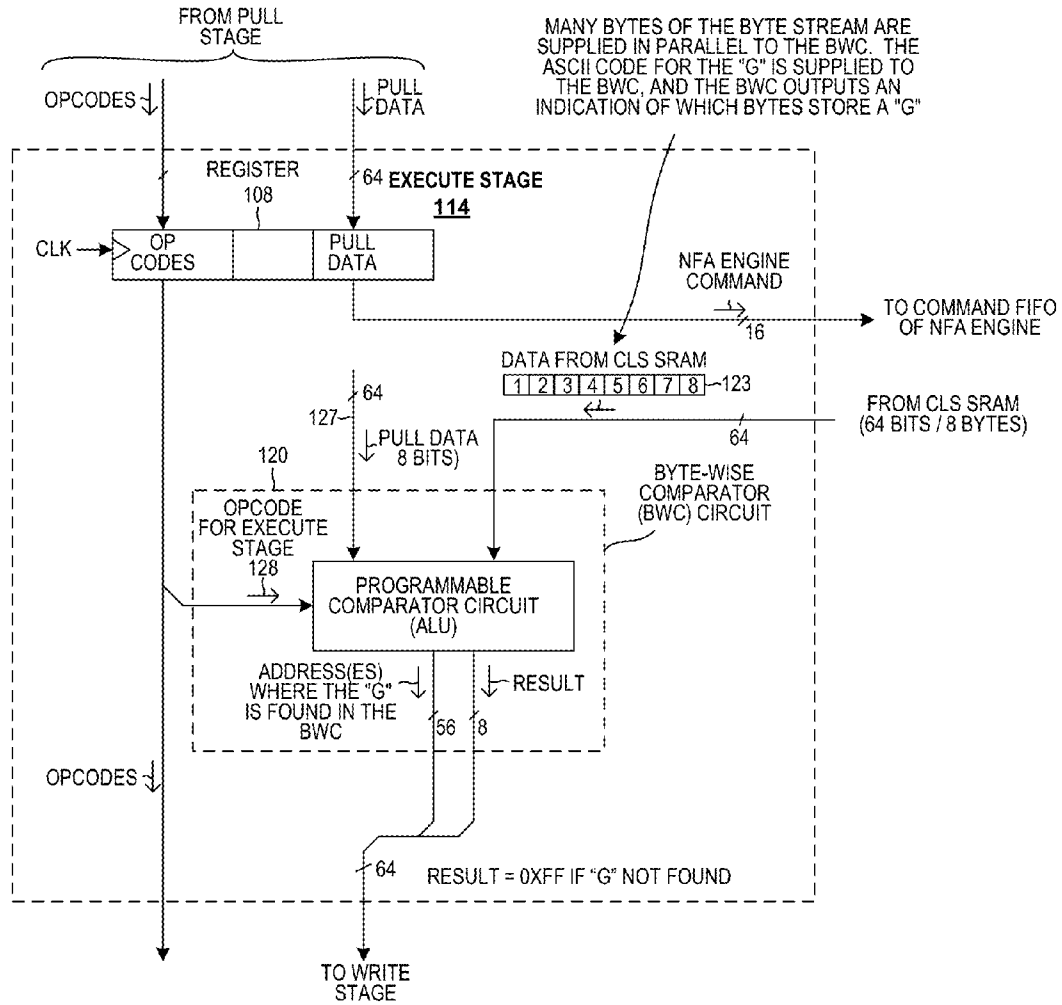 FROM PULL
STAGE
OPCODES
PULL
DATA
MANY BYTES OF THE BYTE STREAM ARE
SUPPLIED IN PARALLEL TO THE BWC. THE
ASCII CODE FOR THE "G" IS SUPPLIED TO
THE BWC, AND THE BWC OUTPUTS AN
INDICATION OF WHICH BYTES STORE A "G"
REGISTER
108
64
EXECUTE STAGE
114
CLK
OP
CODES
PULL
DATA
NFA ENGINE
COMMAND
16
TO COMMAND FIFO
OF NFA ENGINE
DATA FROM CLS SRAM
1 2 3 4 5 6 7 8
123
64
127
PULL DATA
8 BITS)
64
FROM CLS SRAM
(64 BITS / 8 BYTES)
120
OPCODE
FOR EXECUTE
STAGE
128
BYTE-WISE
COMPARATOR
(BWC) CIRCUIT
PROGRAMMABLE
COMPARATOR CIRCUIT
(ALU)
ADDRESS(ES)
WHERE THE "G"
IS FOUND IN THE
BWC
RESULT
56
8
OPCODES
64
RESULT = 0XFF IF "G" NOT FOUND
TO WRITE
STAGE